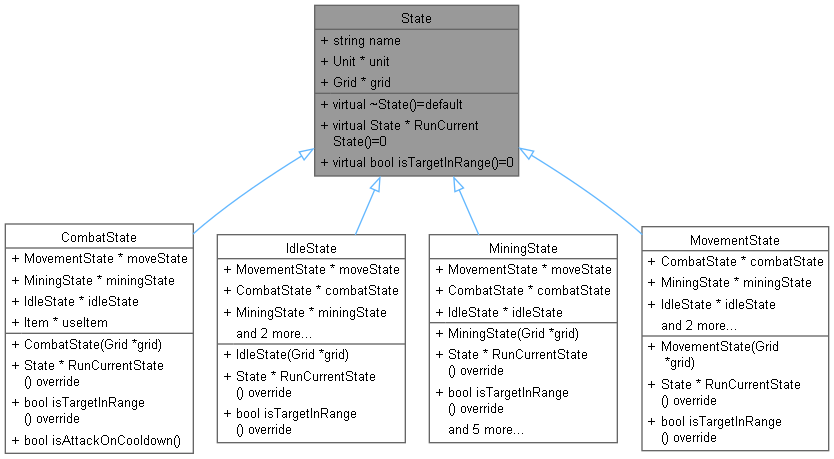 State
+ string name
+ Unit * unit
+ Grid * grid
+ virtual ~State()=default
+ virtual State * RunCurrent
State()=0
+ virtual bool isTargetInRange()=0
CombatState
+ MovementState * moveState
+ MiningState * miningState
+ IdleState * idleState
+ Item * useItem
+ CombatState(Grid *grid)
+ State * RunCurrentState
() override
+ bool isTargetInRange
() override
+ bool isAttackOnCooldown()
IdleState
+ MovementState * moveState
+ CombatState * combatState
+ MiningState * miningState
and 2 more...
+ IdleState(Grid *grid)
+ State * RunCurrentState
() override
+ bool isTargetInRange
() override
MiningState
+ MovementState * moveState
+ CombatState * combatState
+ IdleState * idleState
+ MiningState(Grid *grid)
+ State * RunCurrentState
() override
+ bool isTargetInRange
() override
and 5 more...
MovementState
+ CombatState * combatState
+ MiningState * miningState
+ IdleState * idleState
and 2 more...
+ MovementState(Grid
*grid)
+ State * RunCurrentState
() override
+ bool isTargetInRange
() override